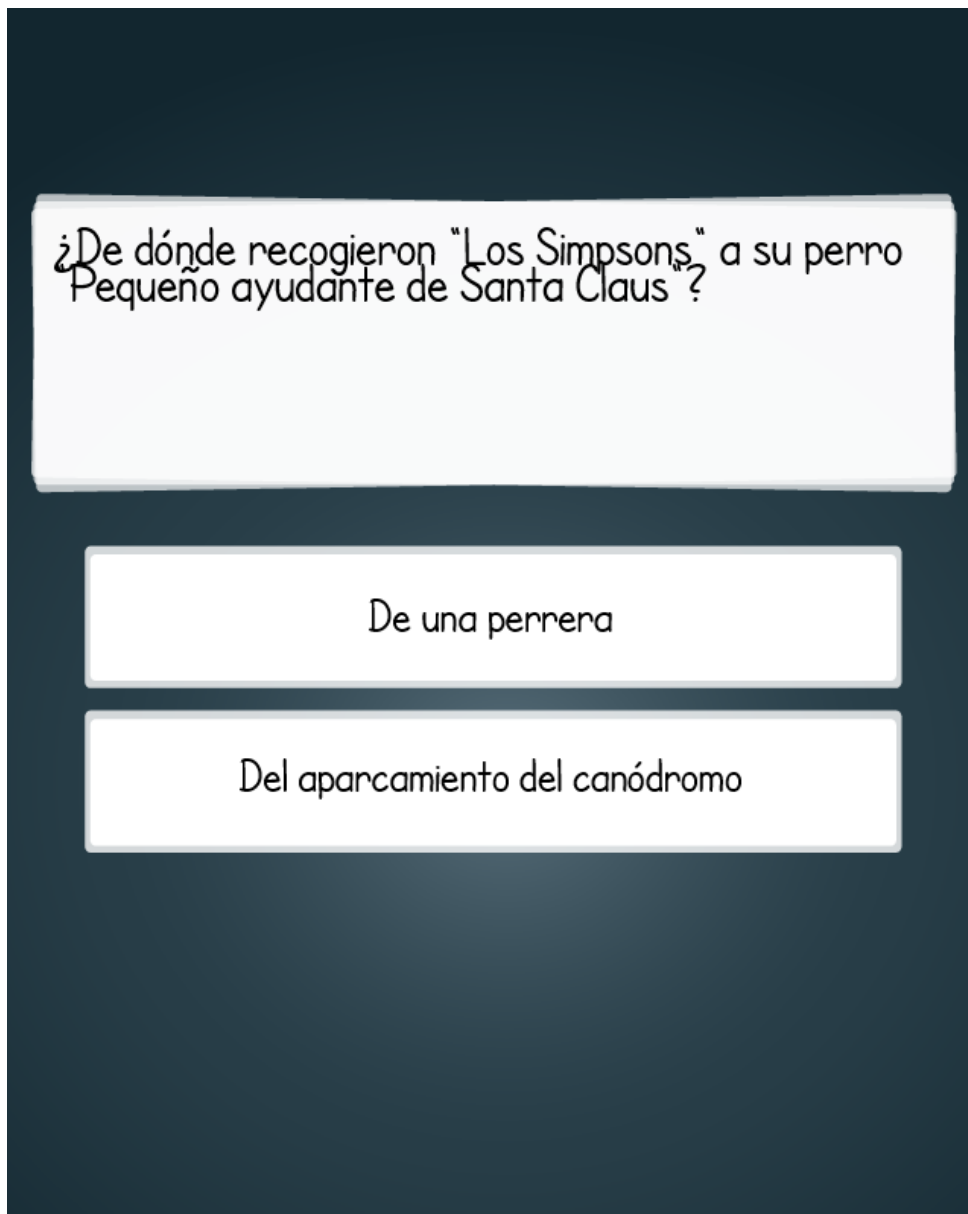 ¿De dónde recogieron "Los Simpsons" a su perro
"Pequeño ayudante de Santa Claus"?
De una perrera
Del aparcamiento del canódromo